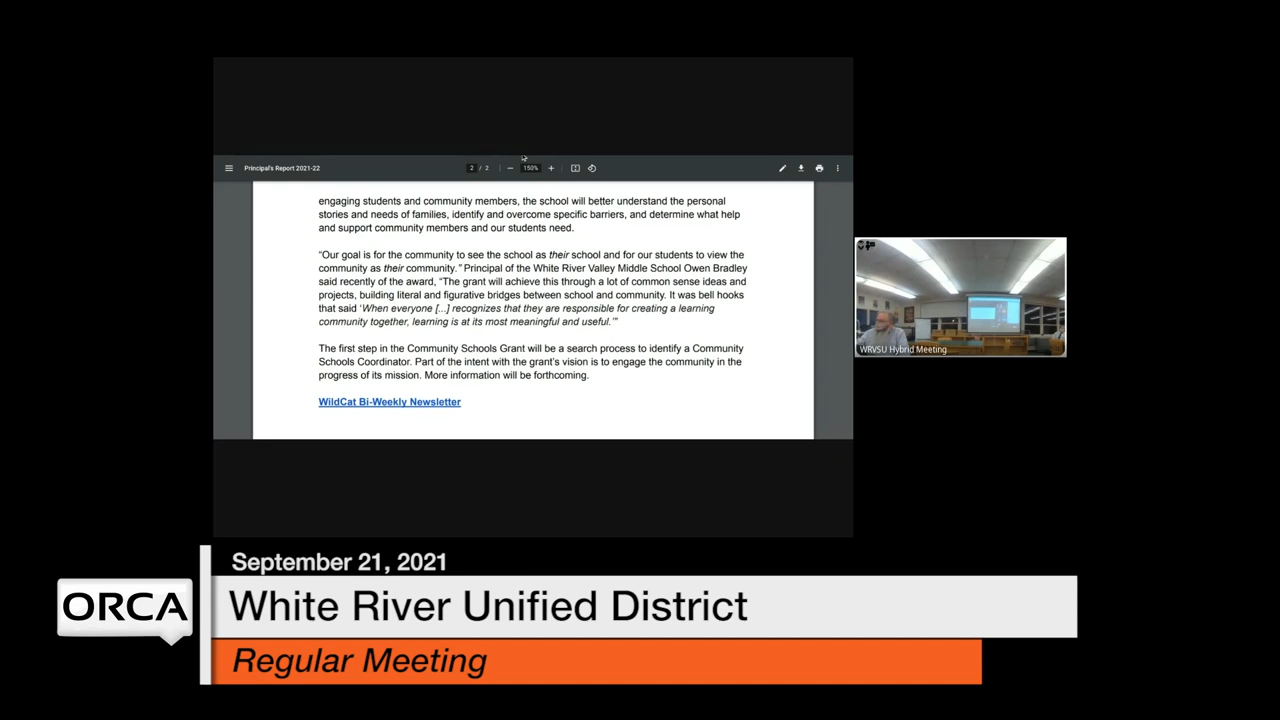 Principal's Report 2021-22
2 / 2
150%
engaging students and community members, the school will better understand the personal
stories and needs of families, identify and overcome specific barriers, and determine what help
and support community members and our students need.
“Our goal is for the community to see the school as their school and for our students to view the
community as their community.” Principal of the White River Valley Middle School Owen Bradley
said recently of the award, “The grant will achieve this through a lot of common sense ideas and
projects, building literal and figurative bridges between school and community. It was bell hooks
that said ‘When everyone [...] recognizes that they are responsible for creating a learning
community together, learning is at its most meaningful and useful.’”
The first step in the Community Schools Grant will be a search process to identify a Community
Schools Coordinator. Part of the intent with the grant’s vision is to engage the community in the
progress of its mission. More information will be forthcoming.
WildCat Bi-Weekly Newsletter
WRVSU Hybrid Meeting
September 21, 2021
ORCA
White River Unified District
Regular Meeting